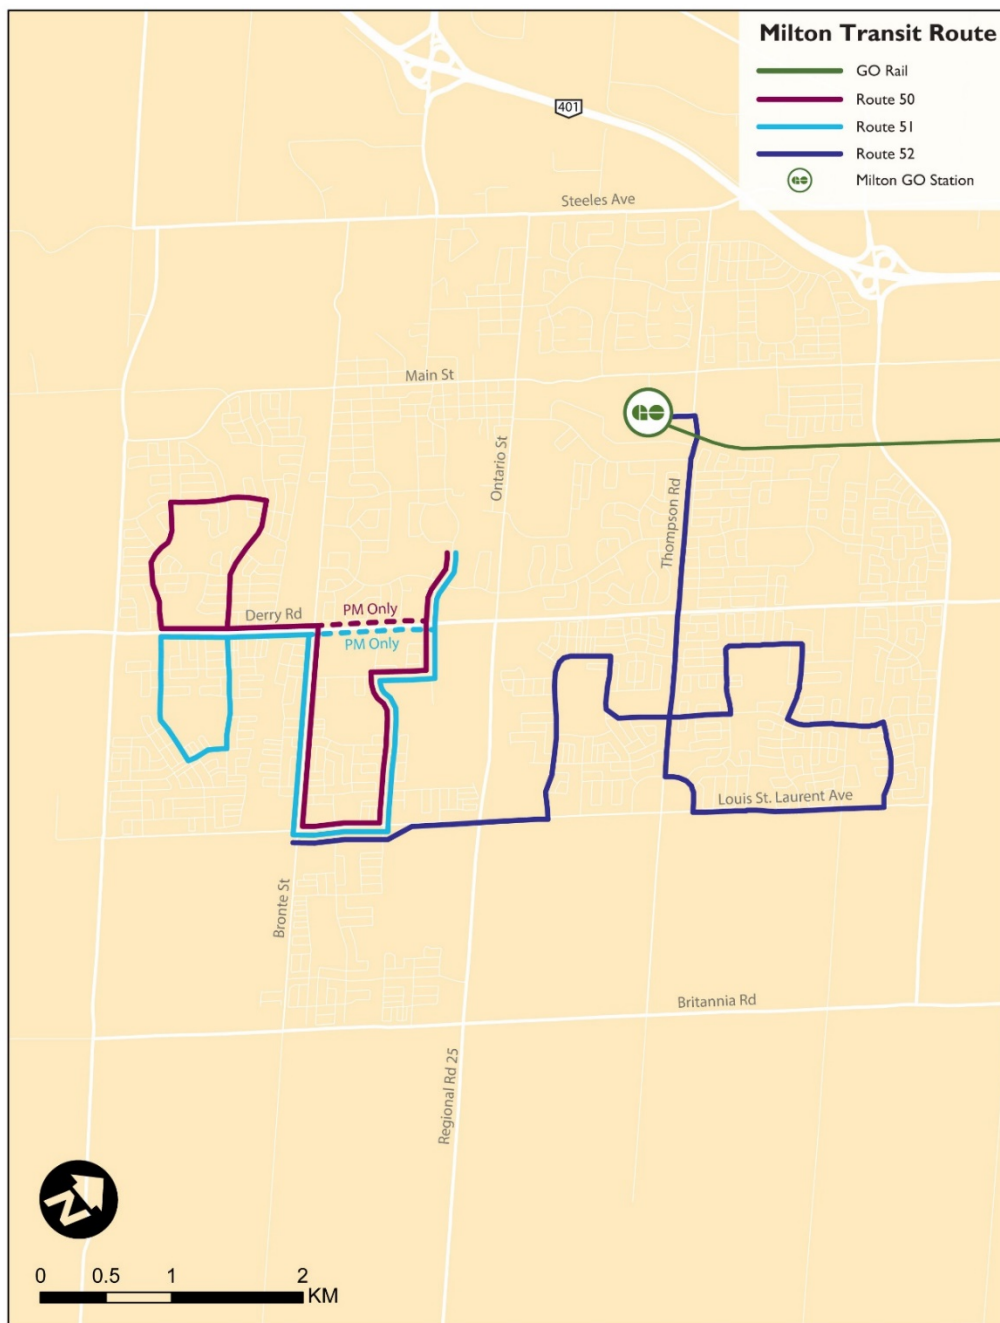 Milton Transit Route
GO Rail
Route 50
Route 51
Route 52
GO
Milton GO Station
401
Steeles Ave
Main St
GO
Ontario St
Thompson Rd
Derry Rd
PM Only
PM Only
Louis St. Laurent Ave
Bronte St
Britannia Rd
Regional Rd 25
N
0 0.5 1 2
KM